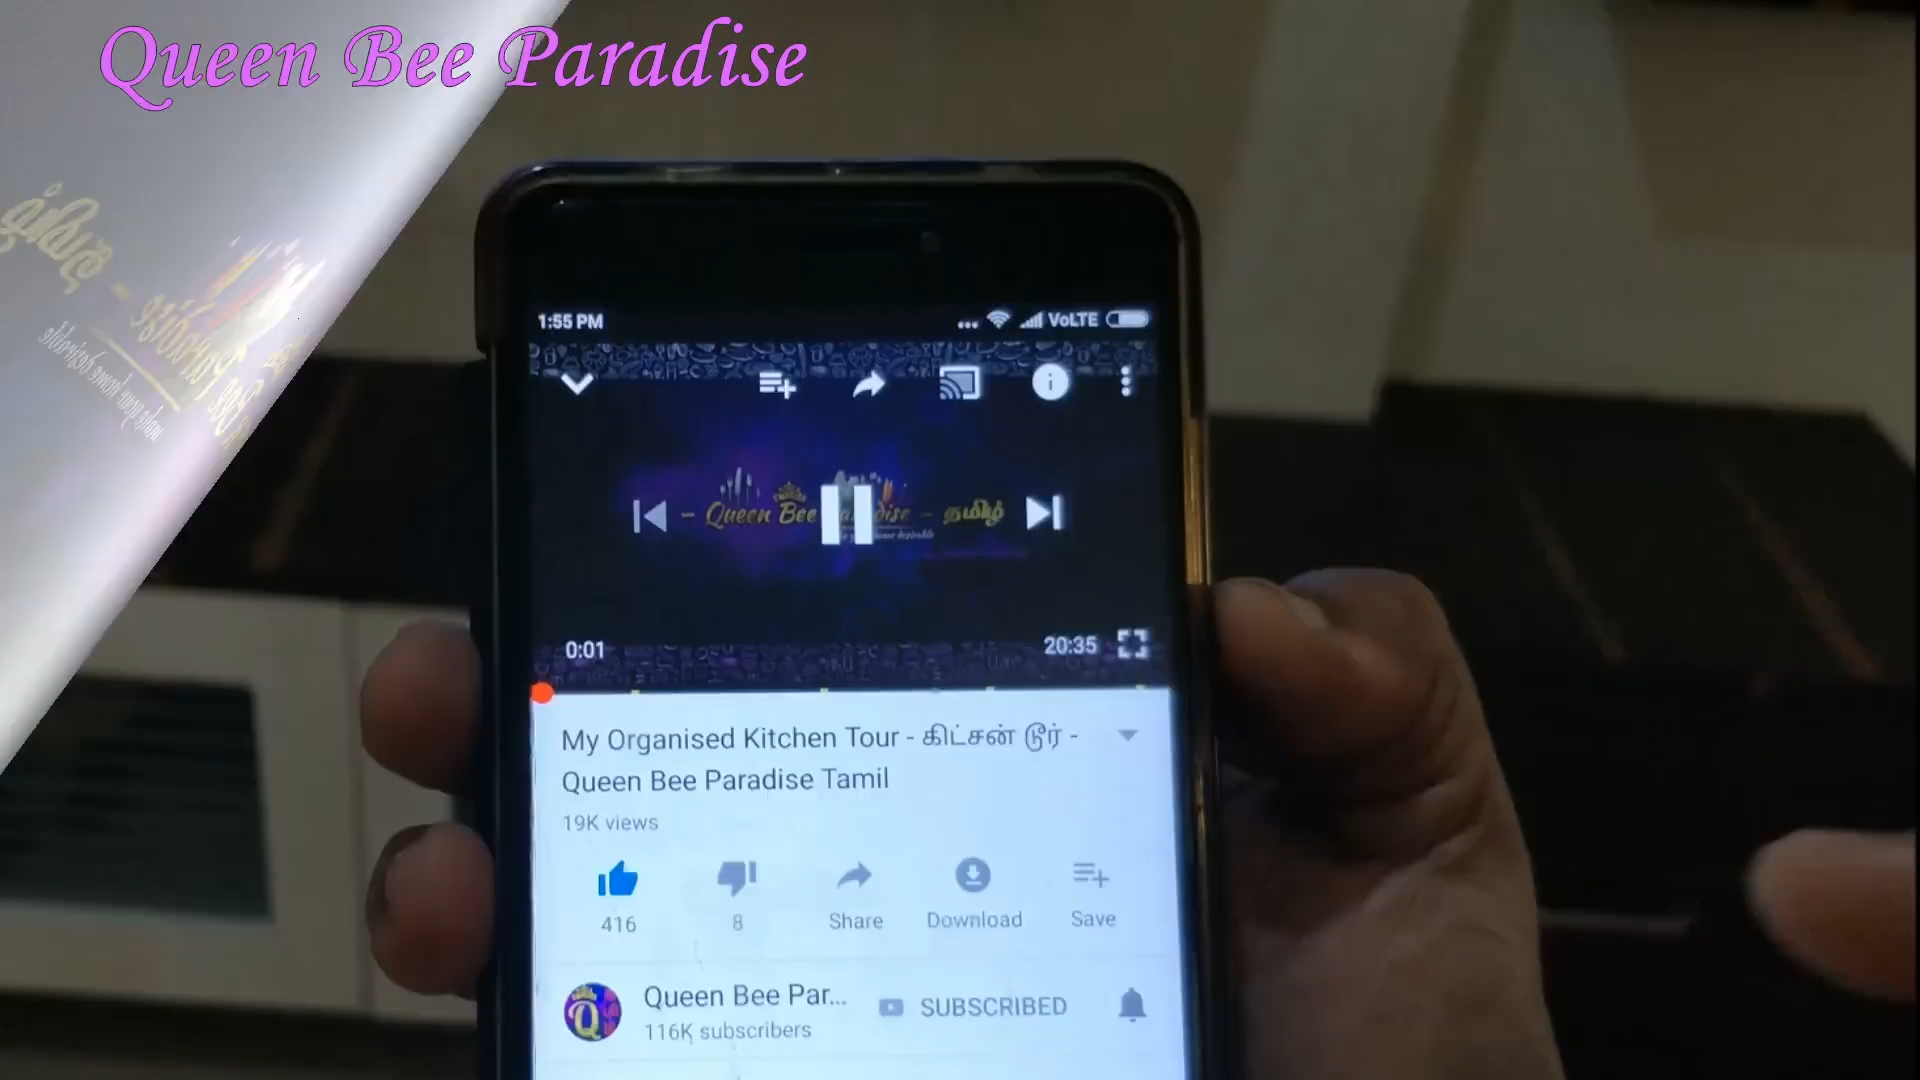 Queen Bee Paradise
1:55 PM
VoLTE
- Queen Bee - தமிழ்
0:01
20:35
My Organised Kitchen Tour - கிட்சன் டூர் -
Queen Bee Paradise Tamil
19K views
416
8
Share
Download
Save
Queen Bee Par...
SUBSCRIBED
116K subscribers